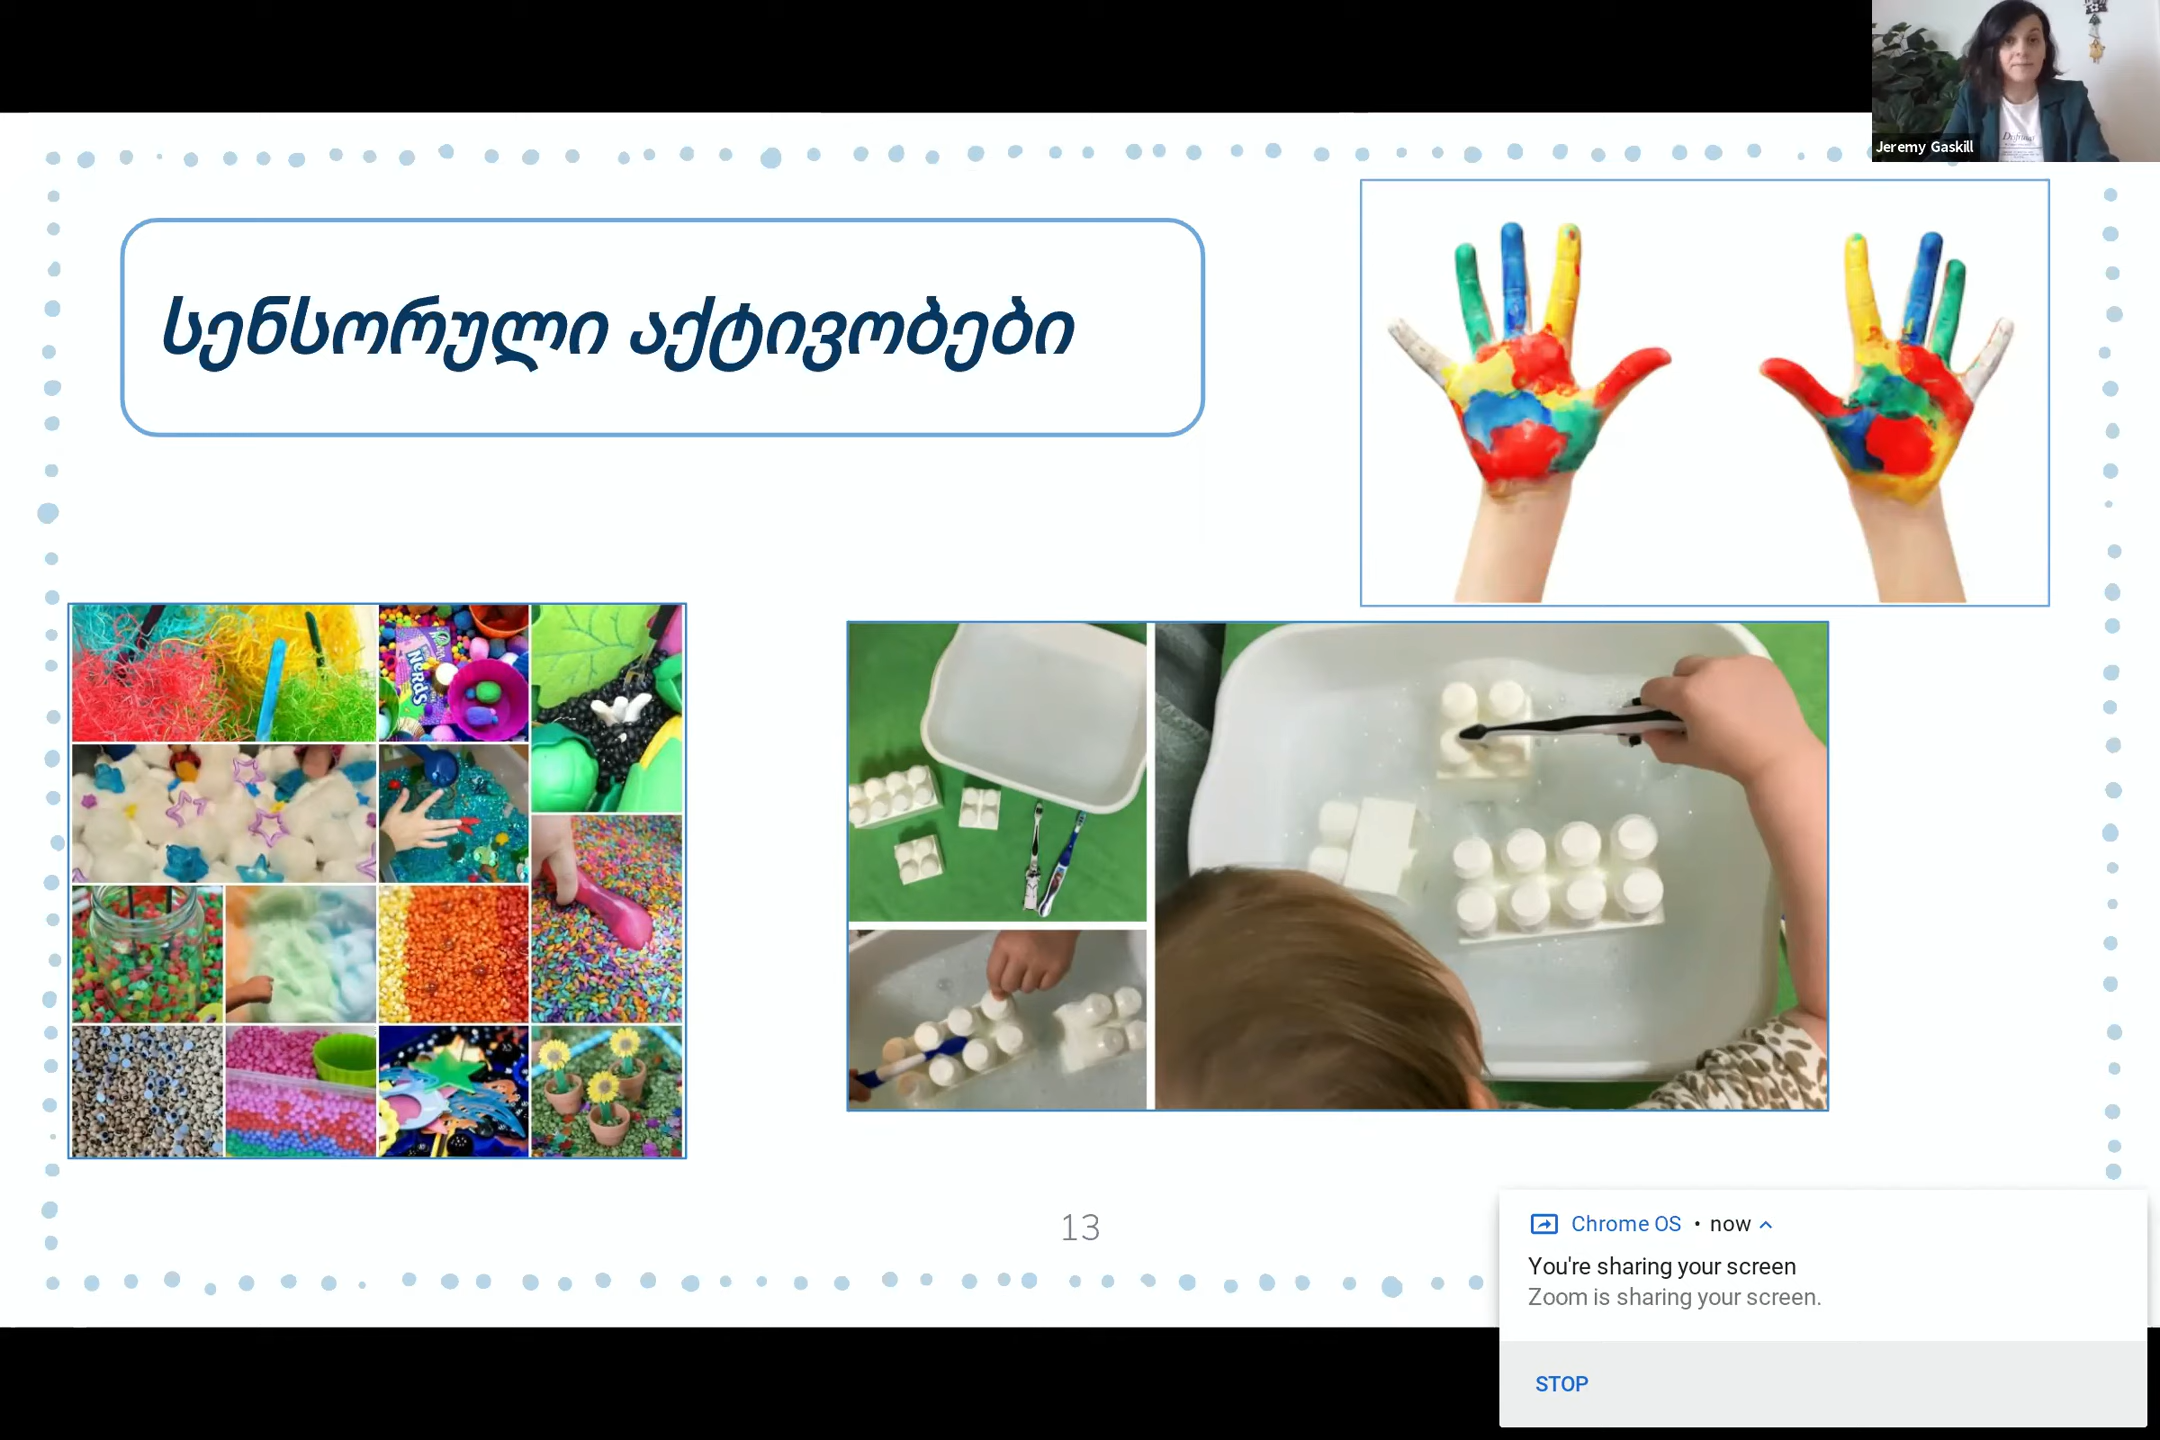 Jeremy Gaskill
სენსორული აქტივობები
NERDS
13
Chrome OS • now
You're sharing your screen
Zoom is sharing your screen.
STOP